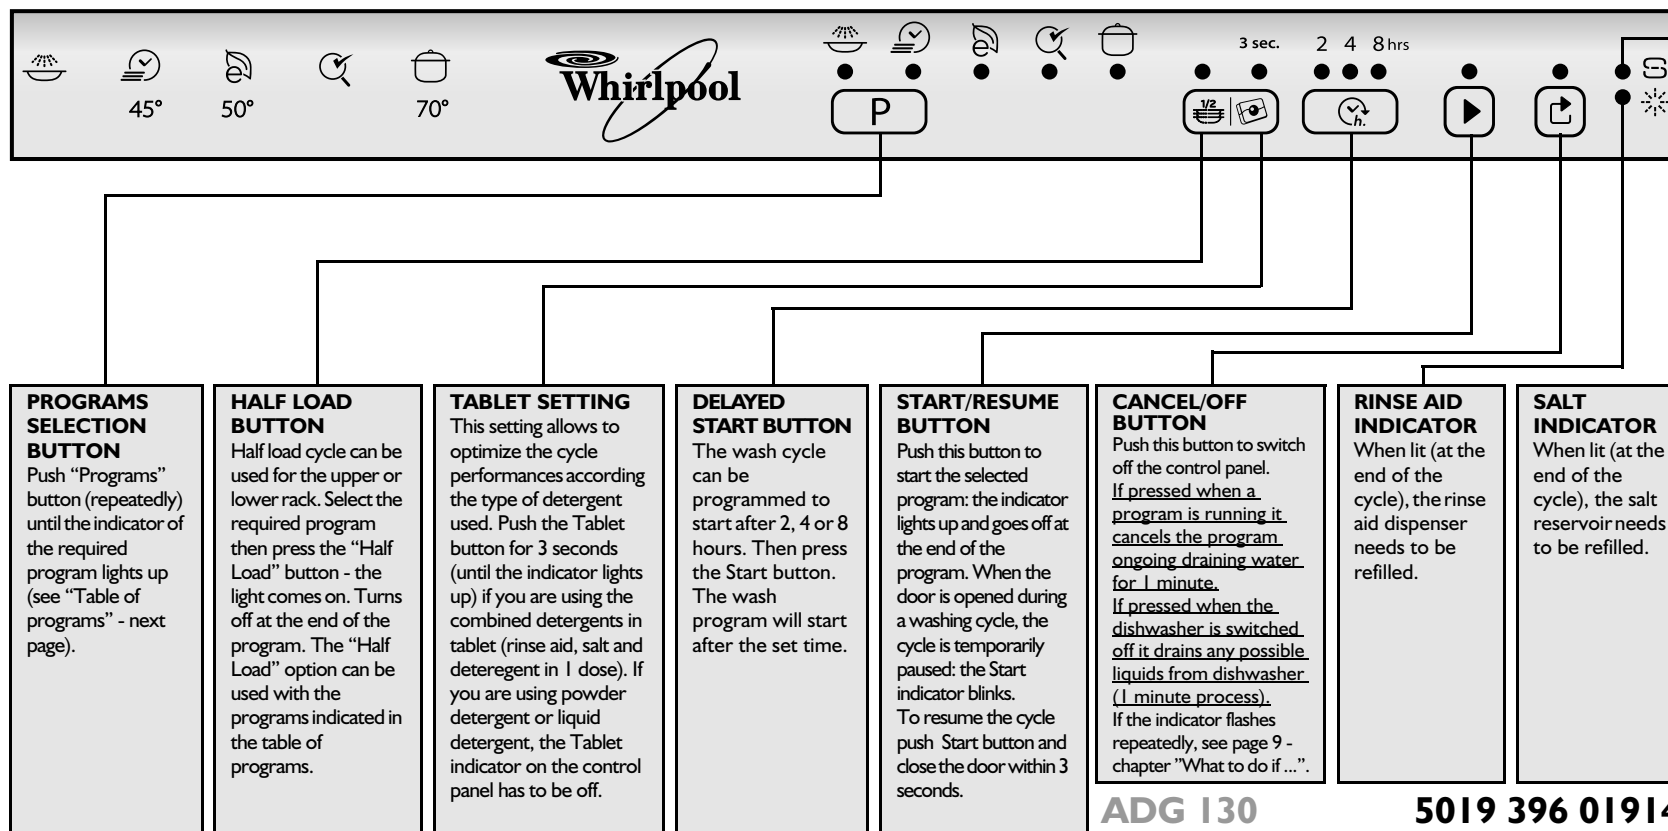 3 sec.
2 4 8 hrs
45° 50° 70°
Whirlpool
P
1/2
h.
PROGRAMS
SELECTION
BUTTON
Push “Programs”
button (repeatedly)
until the indicator of
the required
program lights up
(see “Table of
programs” - next
page).
HALF LOAD
BUTTON
Half load cycle can be
used for the upper or
lower rack. Select the
required program
then press the “Half
Load” button - the
light comes on. Turns
off at the end of the
program. The “Half
Load” option can be
used with the
programs indicated in
the table of
programs.
TABLET SETTING
This setting allows to
optimize the cycle
performances according
the type of detergent
used. Push the Tablet
button for 3 seconds
(until the indicator lights
up) if you are using the
combined detergents in
tablet (rinse aid, salt and
deteregent in 1 dose). If
you are using powder
detergent or liquid
detergent, the Tablet
indicator on the control
panel has to be off.
DELAYED
START BUTTON
The wash cycle
can be
programmed to
start after 2, 4 or 8
hours. Then press
the Start button.
The wash
program will start
after the set time.
START/RESUME
BUTTON
Push this button to
start the selected
program: the indicator
lights up and goes off at
the end of the
program. When the
door is opened during
a washing cycle, the
cycle is temporarily
paused: the Start
indicator blinks.
To resume the cycle
push Start button and
close the door within 3
seconds.
CANCEL/OFF
BUTTON
Push this button to switch
off the control panel.
If pressed when a
program is running it
cancels the program
ongoing draining water
for 1 minute.
If pressed when the
dishwasher is switched
off it drains any possible
liquids from dishwasher
(1 minute process).
If the indicator flashes
repeatedly, see page 9 -
chapter ”What to do if ...”.
RINSE AID
INDICATOR
When lit (at the
end of the
cycle), the rinse
aid dispenser
needs to be
refilled.
SALT
INDICATOR
When lit (at the
end of the
cycle), the salt
reservoir needs
to be refilled.
ADG 130
5019 396 01914